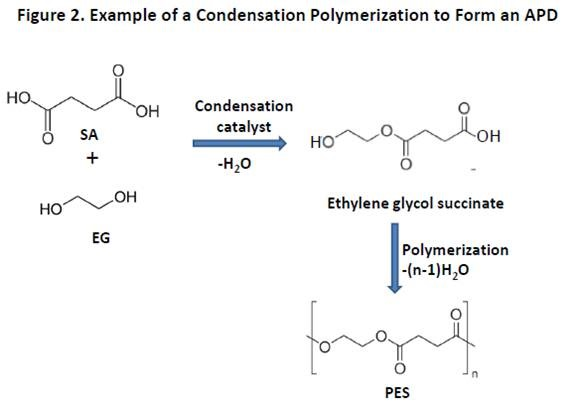 Figure 2. Example of a Condensation Polymerization to Form an APD
O
HO
OH
O
SA
+
HO
OH
EG
Condensation
catalyst
-H₂O
HO
O
O
O
OH
-
Ethylene glycol succinate
Polymerization
-(n-1)H₂O
O
O
O
O
n
PES